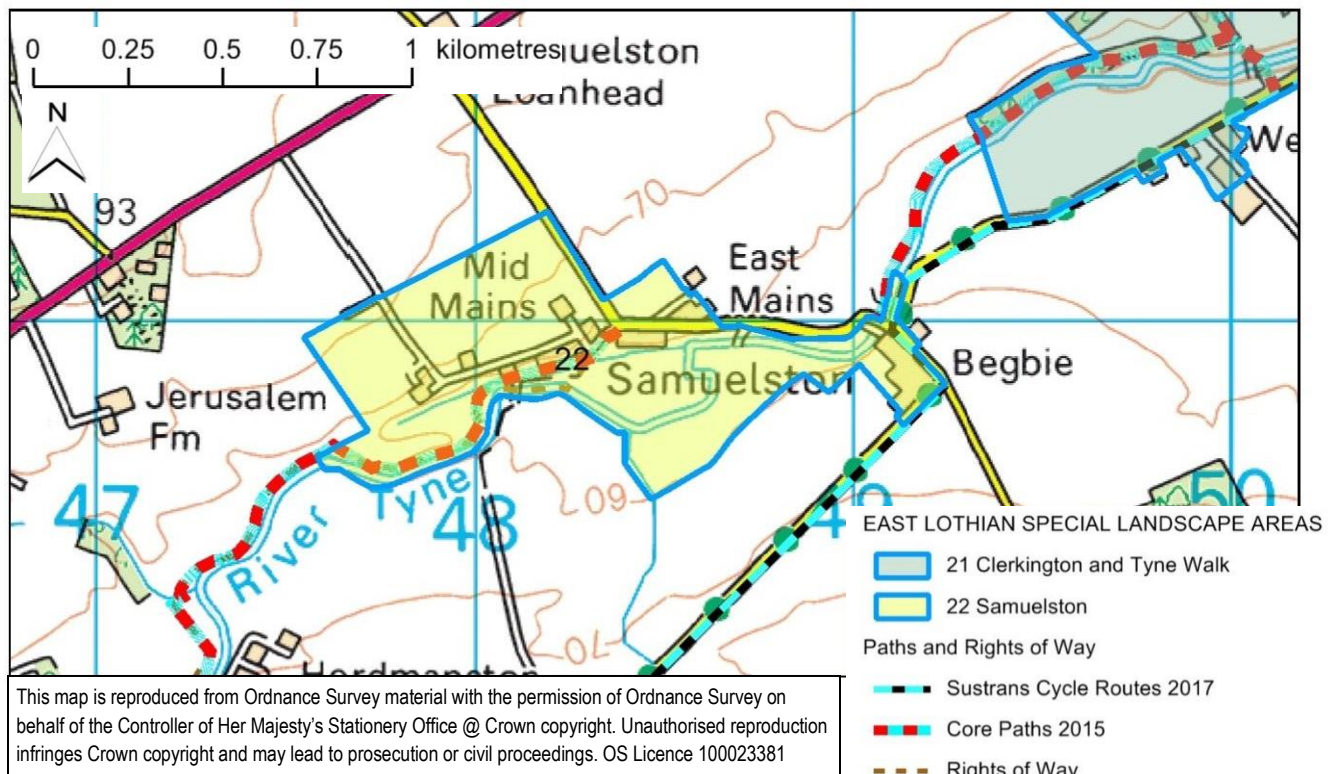 0 0.25 0.5 0.75 1 kilometres
uelston
Loanhead
N
93
70
Mid
Mains
East
Mains
22
Samuelston
Begbie
We
Jerusalem
Fm
47
River Tyne
48
60
49
50
70
Herdmanston
EAST LOTHIAN SPECIAL LANDSCAPE AREAS
21 Clerkington and Tyne Walk
22 Samuelston
Paths and Rights of Way
Sustrans Cycle Routes 2017
Core Paths 2015
Rights of Way
This map is reproduced from Ordnance Survey material with the permission of Ordnance Survey on
behalf of the Controller of Her Majesty's Stationery Office @ Crown copyright. Unauthorised reproduction
infringes Crown copyright and may lead to prosecution or civil proceedings. OS Licence 100023381